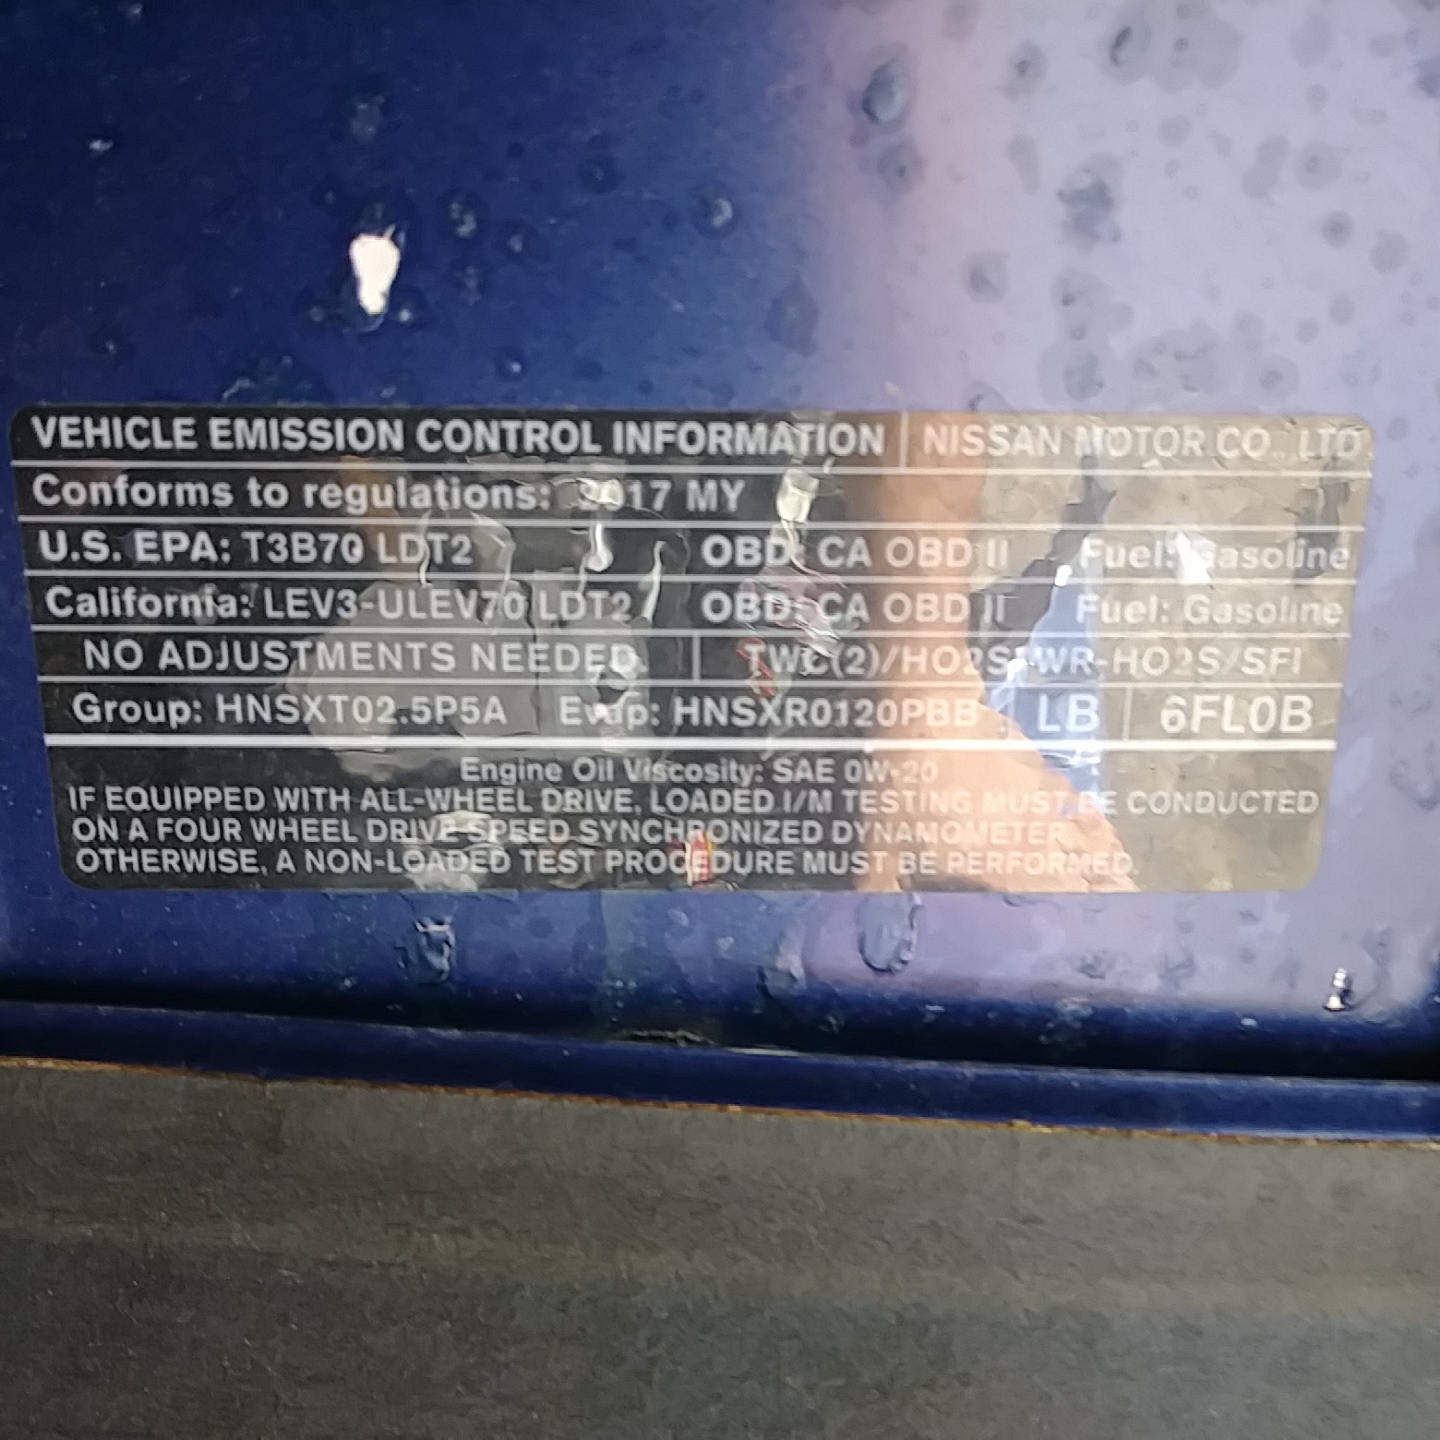 VEHICLE EMISSION CONTROL INFORMATION NISSAN MOTOR CO., LTD.
Conforms to regulations: 2017 MY
U.S. EPA: T3B70 LDT2 OBD: CA OBD II Fuel: Gasoline
California: LEV3-ULEV70 LDT2 OBD: CA OBD II Fuel: Gasoline
NO ADJUSTMENTS NEEDED TWC(2)/HO2S/WR-HO2S/SFI
Group: HNSXT02.5P5A Evap: HNSXR0120PBB LB 6FL0B
Engine Oil Viscosity: SAE 0W-20
IF EQUIPPED WITH ALL-WHEEL DRIVE, LOADED I/M TESTING MUST BE CONDUCTED
ON A FOUR WHEEL DRIVE SPEED SYNCHRONIZED DYNAMOMETER.
OTHERWISE, A NON-LOADED TEST PROCEDURE MUST BE PERFORMED.